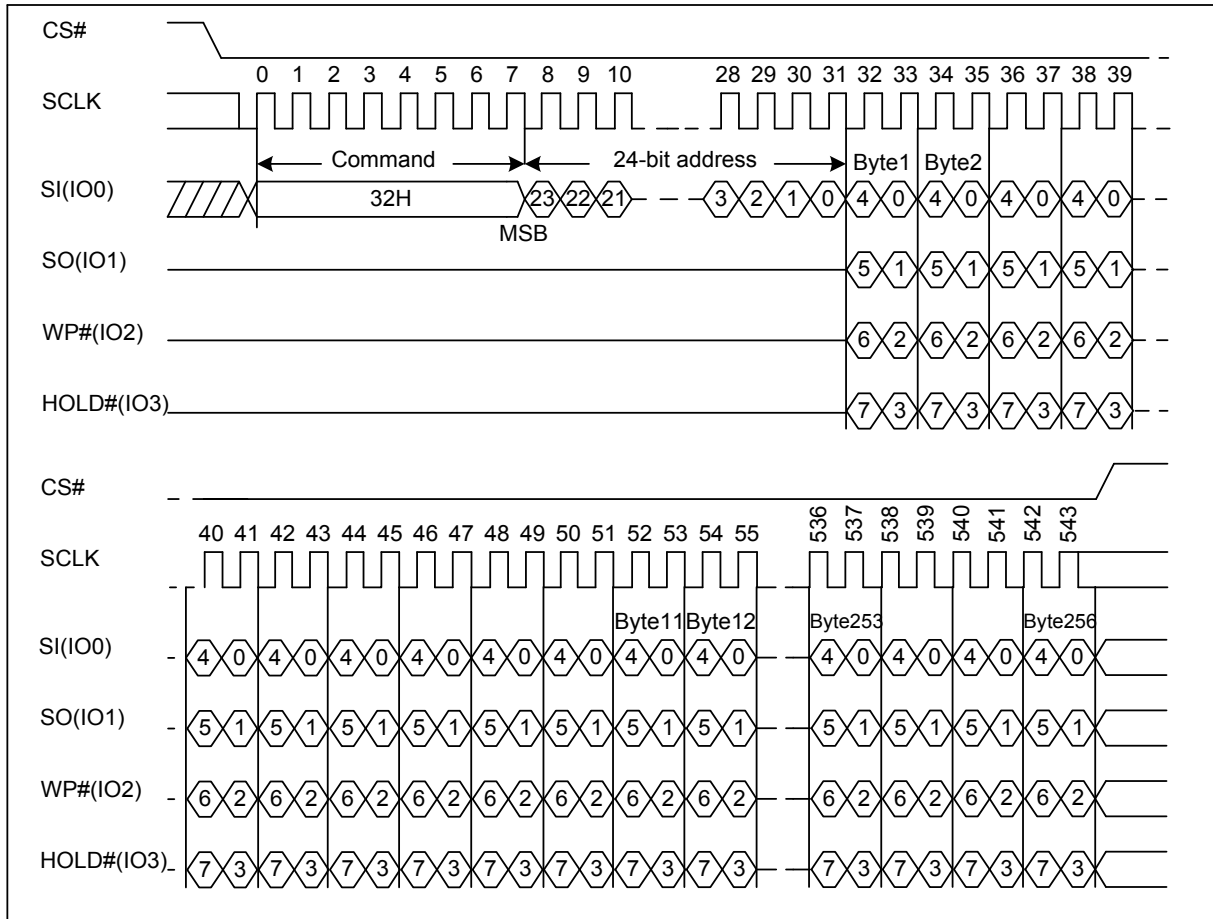 CS#
0 1 2 3 4 5 6 7 8 9 10 28 29 30 31 32 33 34 35 36 37 38 39
SCLK
Command 24-bit address Byte1 Byte2
SI(IO0) 32H 23 22 21 3 2 1 0 4 0 4 0 4 0 4 0
MSB
SO(IO1) 5 1 5 1 5 1 5 1
WP#(IO2) 6 2 6 2 6 2 6 2
HOLD#(IO3) 7 3 7 3 7 3 7 3
CS#
40 41 42 43 44 45 46 47 48 49 50 51 52 53 54 55 536 537 538 539 540 541 542 543
SCLK
Byte11 Byte12 Byte253 Byte256
SI(IO0) 4 0 4 0 4 0 4 0 4 0 4 0 4 0 4 0 4 0 4 0 4 0 4 0
SO(IO1) 5 1 5 1 5 1 5 1 5 1 5 1 5 1 5 1 5 1 5 1 5 1 5 1
WP#(IO2) 6 2 6 2 6 2 6 2 6 2 6 2 6 2 6 2 6 2 6 2 6 2 6 2
HOLD#(IO3) 7 3 7 3 7 3 7 3 7 3 7 3 7 3 7 3 7 3 7 3 7 3 7 3